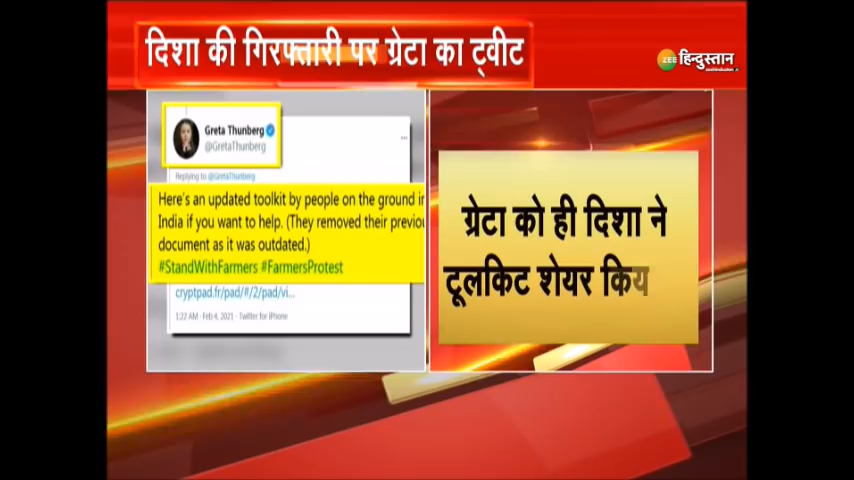 दिशा की गिरफ्तारी पर ग्रेटा का ट्वीट
ZEE हिन्दुस्तान
Greta Thunberg
@GretaThunberg
Replying to @GretaThunberg
Here's an updated toolkit by people on the ground in
India if you want to help. (They removed their previou
document as it was outdated.)
#StandWithFarmers #FarmersProtest
cryptpad.fr/pad/#/2/pad/vi...
1:22 AM · Feb 4, 2021 · Twitter for iPhone
ग्रेटा को ही दिशा ने
टूलकिट शेयर किय